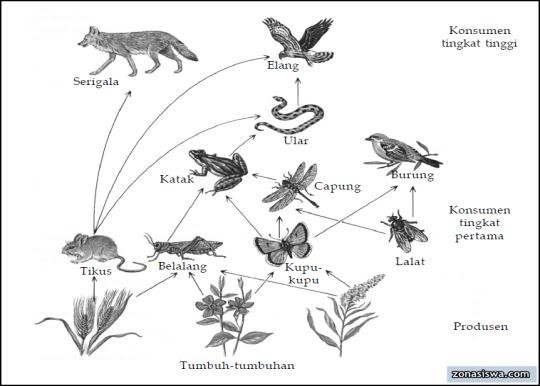 Konsumen
tingkat tinggi
Serigala
Elang
Ular
Katak
Capung
Burung
Konsumen
tingkat
pertama
Tikus
Belalang
Kupu-
kupu
Lalat
Produsen
Tumbuh-tumbuhan
zonasiswa.com